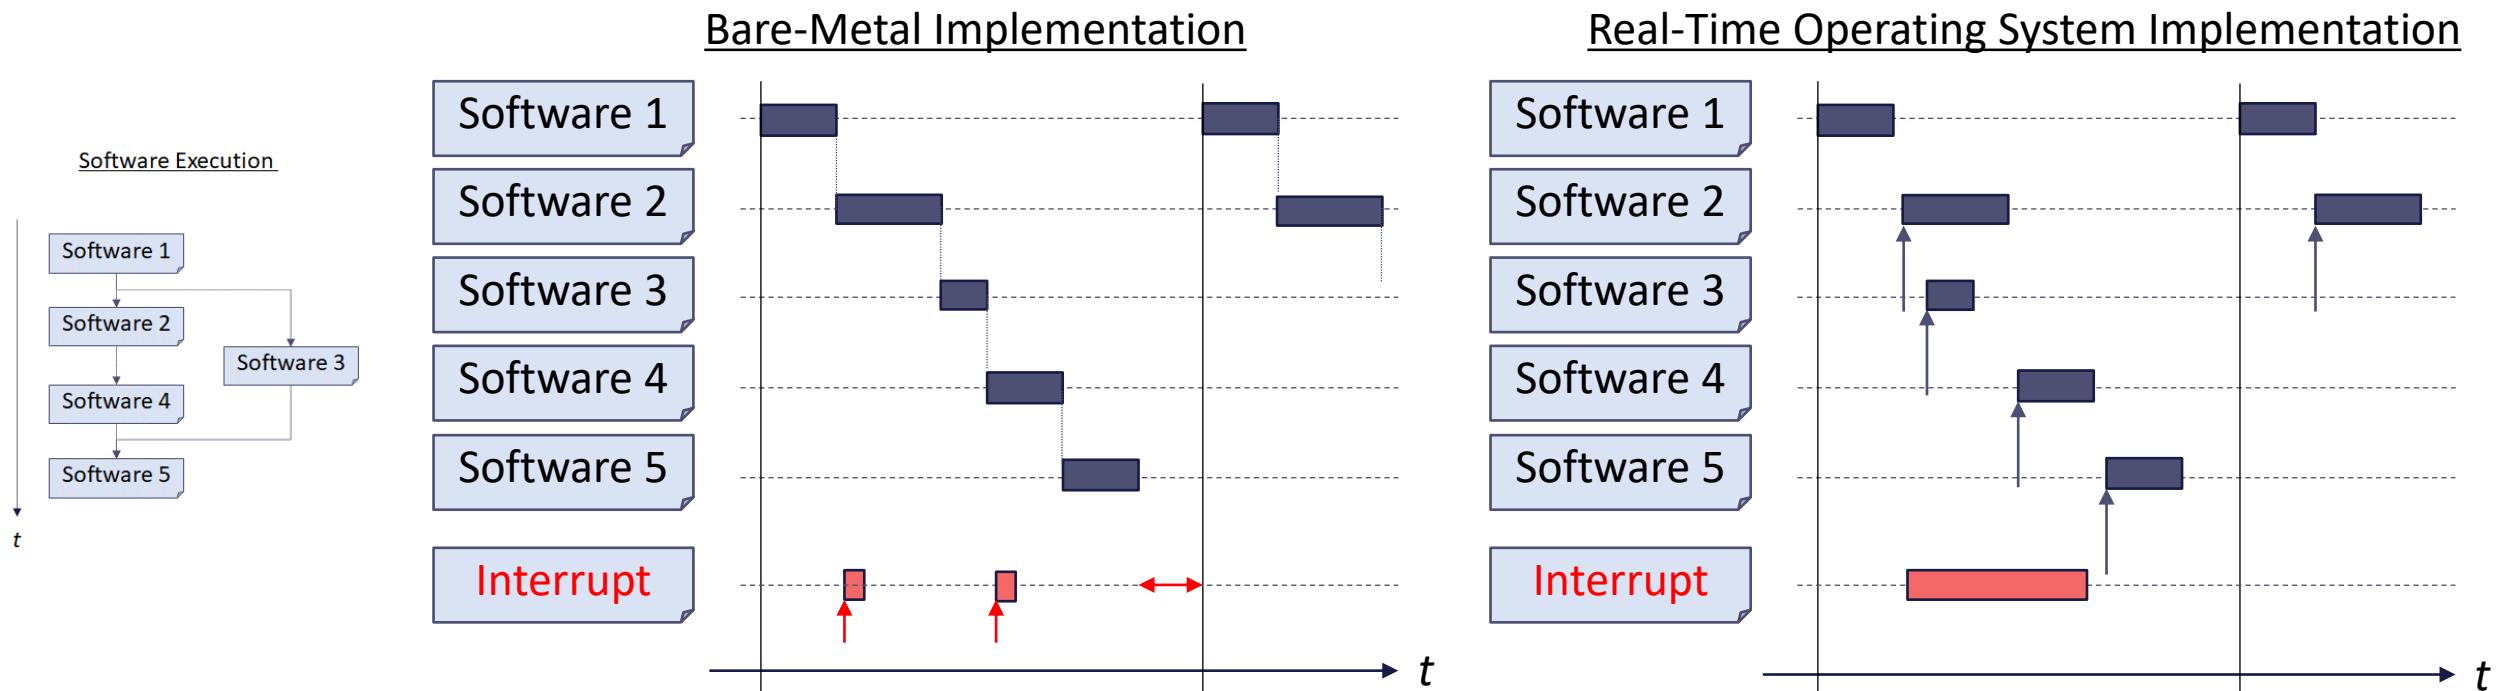 Software Execution
Software 1
Software 2
Software 3
Software 4
Software 5
t
Bare-Metal Implementation
Software 1
Software 2
Software 3
Software 4
Software 5
Interrupt
t
Real-Time Operating System Implementation
Software 1
Software 2
Software 3
Software 4
Software 5
Interrupt
t